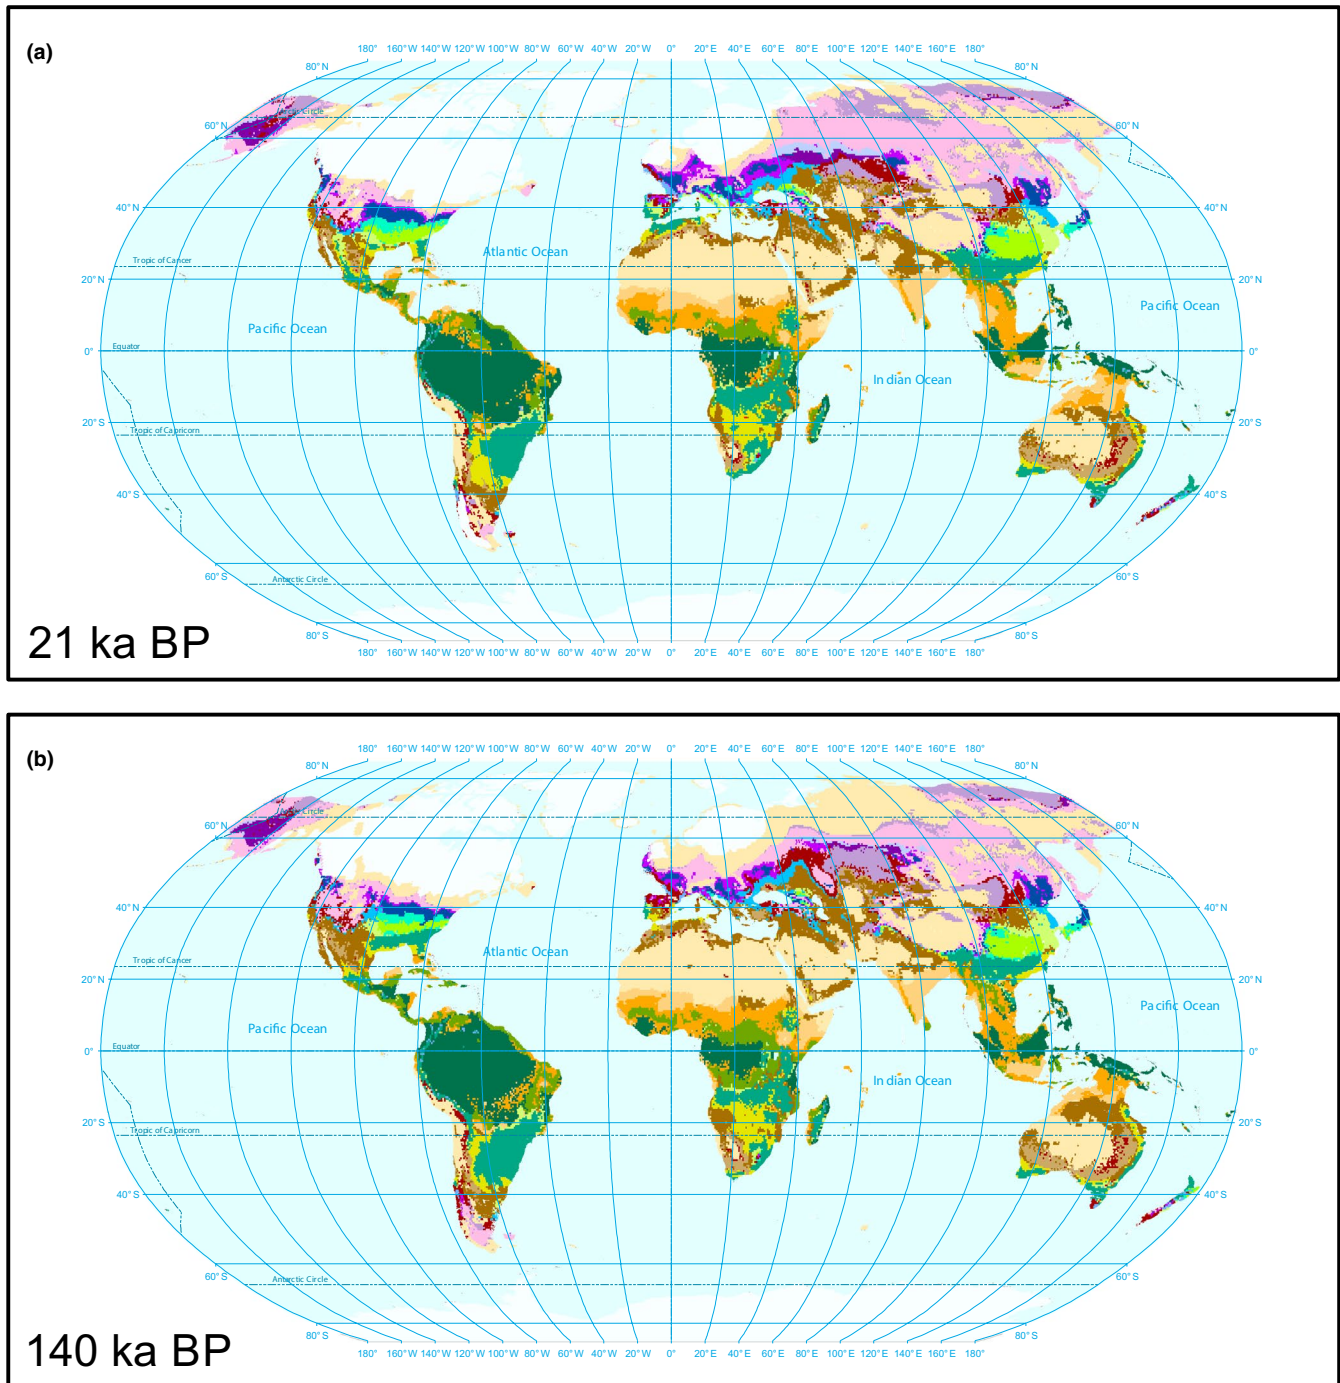 (a)
180° 160° W 140° W 120° W 100° W 80° W 60° W 40° W 20° W 0° 20° E 40° E 60° E 80° E 100° E 120° E 140° E 160° E 180°
80° N 80° N
Arctic Circle
60° N 60° N
40° N 40° N
Atlantic Ocean
Tropic of Cancer
20° N 20° N
Pacific Ocean Pacific Ocean
Equator
0° 0°
Indian Ocean
20° S 20° S
Tropic of Capricorn
40° S 40° S
60° S 60° S
Antarctic Circle
80° S 80° S
21 ka BP
180° 160° W 140° W 120° W 100° W 80° W 60° W 40° W 20° W 0° 20° E 40° E 60° E 80° E 100° E 120° E 140° E 160° E 180°
(b)
180° 160° W 140° W 120° W 100° W 80° W 60° W 40° W 20° W 0° 20° E 40° E 60° E 80° E 100° E 120° E 140° E 160° E 180°
80° N 80° N
Arctic Circle
60° N 60° N
40° N 40° N
Atlantic Ocean
Tropic of Cancer
20° N 20° N
Pacific Ocean Pacific Ocean
Equator
0° 0°
Indian Ocean
20° S 20° S
Tropic of Capricorn
40° S 40° S
60° S 60° S
Antarctic Circle
80° S 80° S
140 ka BP
180° 160° W 140° W 120° W 100° W 80° W 60° W 40° W 20° W 0° 20° E 40° E 60° E 80° E 100° E 120° E 140° E 160° E 180°